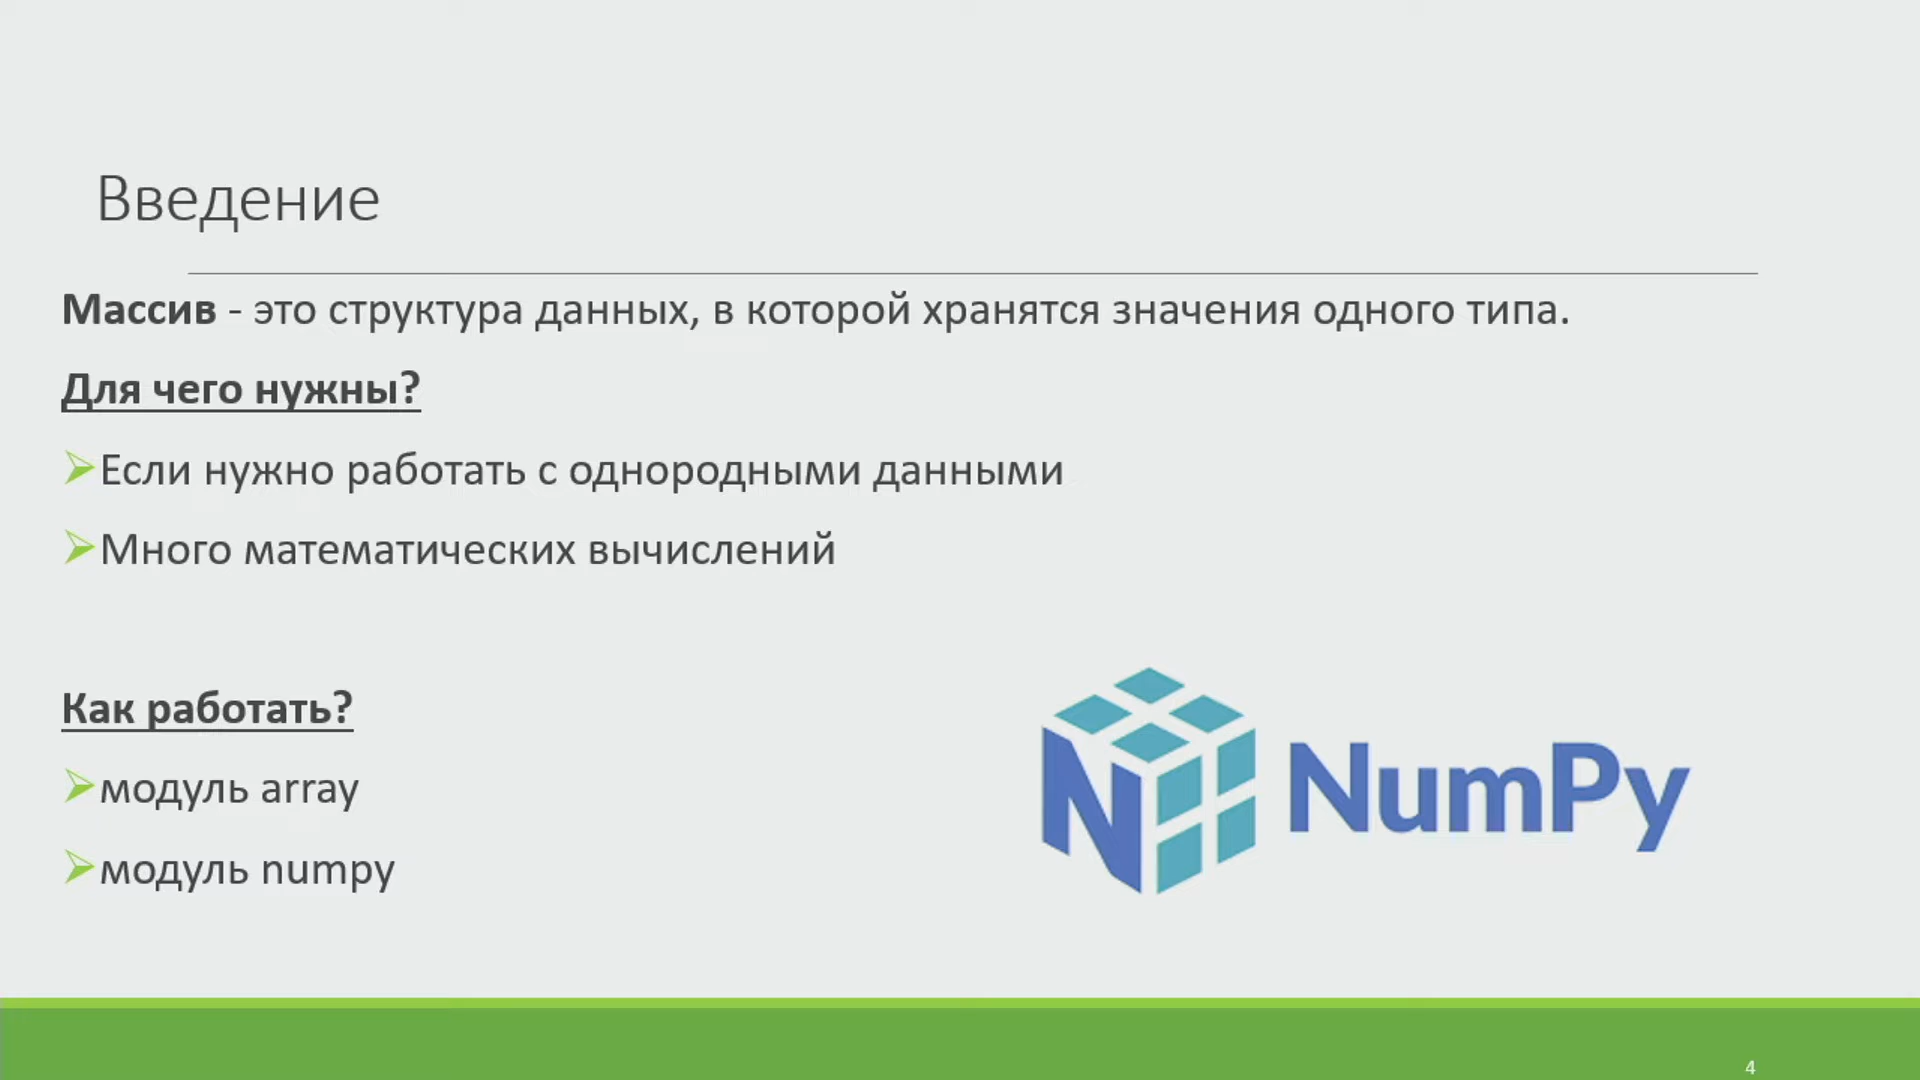 Введение
Массив - это структура данных, в которой хранятся значения одного типа.
Для чего нужны?
Если нужно работать с однородными данными
Много математических вычислений
Как работать?
модуль array
модуль numpy
N NumPy
4